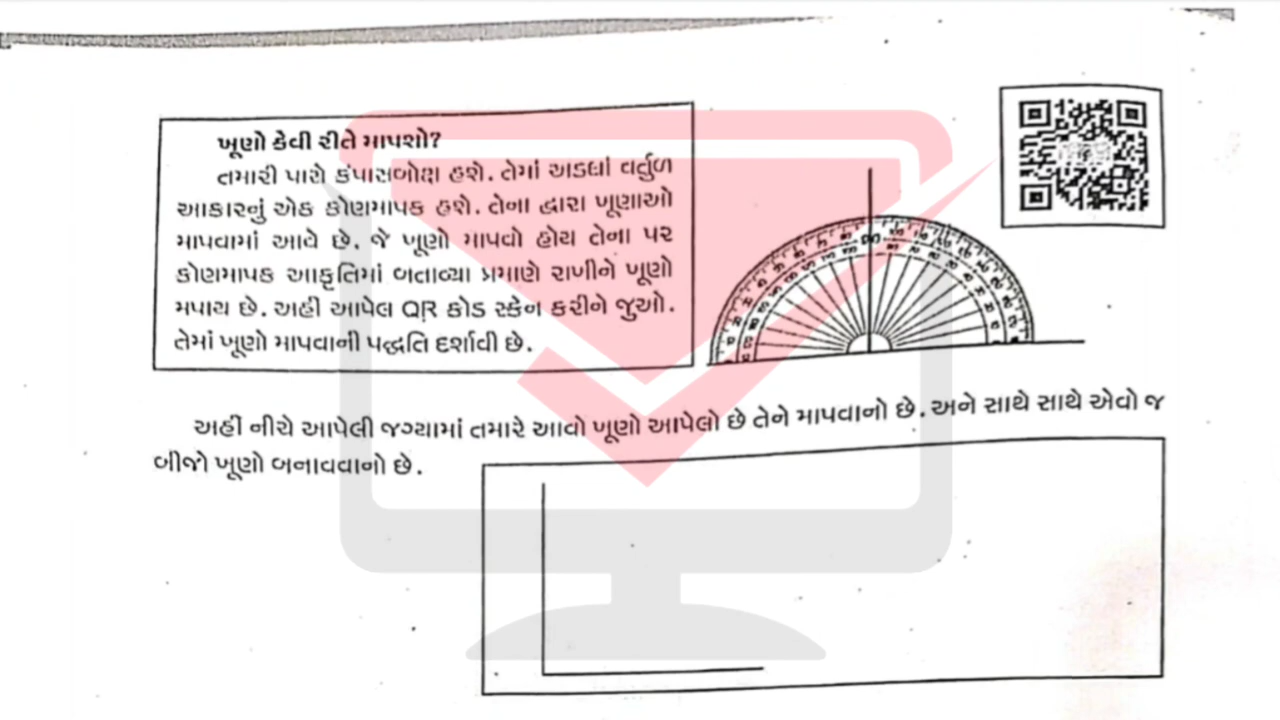 ખૂણો કેવી રીતે માપશો?
તમારી પાસે કંપાસબોક્ષ હશે. તેમાં અડધાં વર્તુળ
આકારનું એક કોણમાપક હશે. તેના દ્વારા ખૂણાઓ
માપવામાં આવે છે. જે ખૂણો માપવો હોય તેના પર
કોણમાપક આકૃતિમાં બતાવ્યા પ્રમાણે રાખીને ખૂણો
મપાય છે. અહીં આપેલ QR કોડ સ્કેન કરીને જુઓ.
તેમાં ખૂણો માપવાની પદ્ધતિ દર્શાવી છે.
અહીં નીચે આપેલી જગ્યામાં તમારે આવો ખૂણો આપેલો છે તેને માપવાનો છે. અને સાથે સાથે એવો જ
બીજો ખૂણો બનાવવાનો છે.